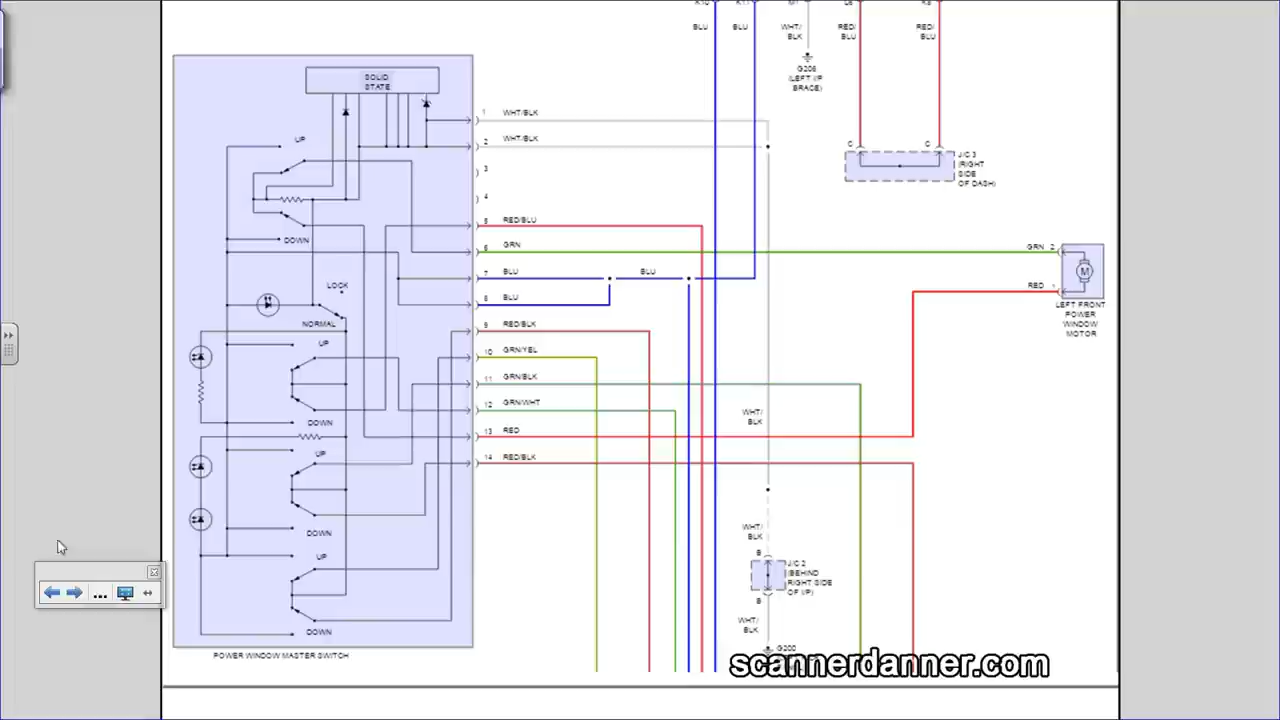 BLU
BLU
WHT/
BLK
RED/
BLU
RED/
BLU
G206
(LEFT I/P
BRACE)
SOLID
STATE
1 WHT/BLK
2 WHT/BLK
3
4
5 RED/BLU
6 GRN
7 BLU
BLU
8 BLU
9 RED/BLK
10 GRN/YEL
11 GRN/BLK
12 GRN/WHT
13 RED
14 RED/BLK
UP
DOWN
LOCK
NORMAL
UP
DOWN
UP
DOWN
UP
DOWN
POWER WINDOW MASTER SWITCH
C
C
J/C 3
(RIGHT
SIDE
OF DASH)
GRN 2
RED 1
M
LEFT FRONT
POWER
WINDOW
MOTOR
WHT/
BLK
WHT/
BLK
B
J/C 2
(BEHIND
RIGHT SIDE
OF I/P)
B
WHT/
BLK
G200
scannerdanner.com